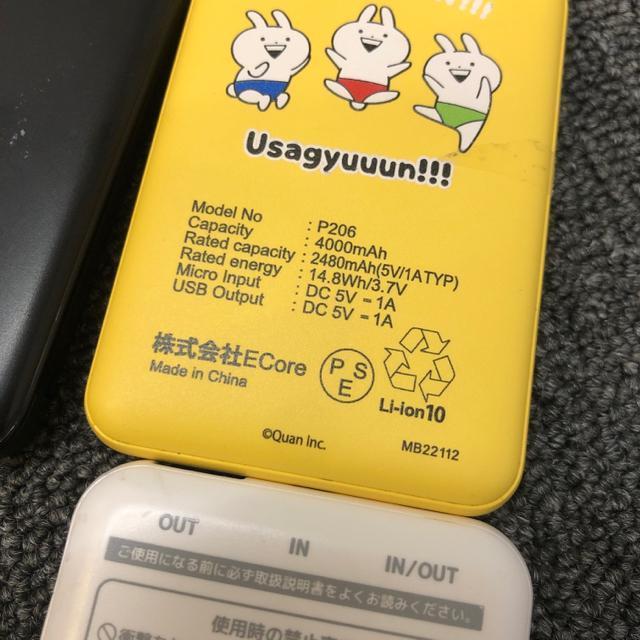 Usagyuuun!!!
Model No : P206
Capacity : 4000mAh
Rated capacity : 2480mAh(5V/1ATYP)
Rated energy : 14.8Wh/3.7V
Micro Input : DC 5V = 1A
USB Output : DC 5V = 1A
株式会社ECore
Made in China
P S E
Li-ion10
©Quan Inc.
MB22112
OUT IN IN/OUT
ご使用になる前に必ず取扱説明書をよくお読みください。
使用時の禁止